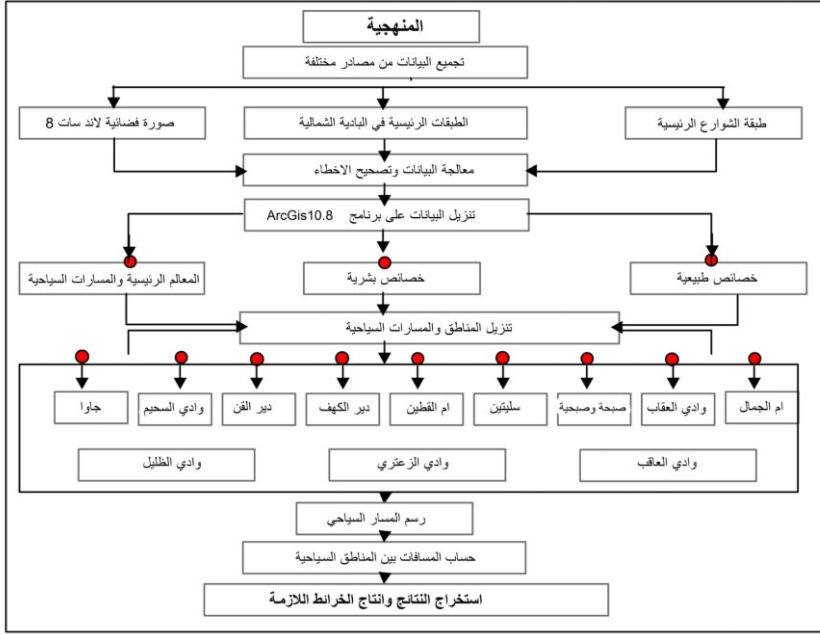 المنهجية
تجميع البيانات من مصادر مختلفة
طبقة الشوارع الرئيسية
الطبقات الرئيسية في البادية الشمالية
صورة فضائية لاند سات 8
معالجة البيانات وتصحيح الاخطاء
تنزيل البيانات على برنامج ArcGis10.8
خصائص طبيعية
خصائص بشرية
المعالم الرئيسية والمسارات السياحية
تنزيل المناطق والمسارات السياحية
ام الجمال
وادي العقاب
صبحة وصبحية
سليتين
ام القطين
دير الكهف
دير القن
وادي السحيم
جاوا
وادي العاقب
وادي الزعتري
وادي الظليل
رسم المسار السياحي
حساب المسافات بين المناطق السياحية
استخراج النتائج وانتاج الخرائط اللازمة